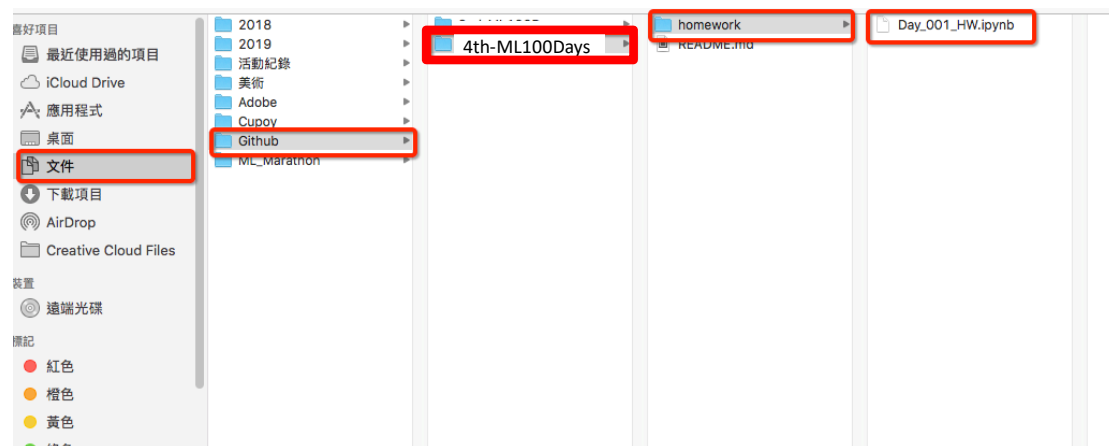 喜好項目
最近使用過的項目
iCloud Drive
應用程式
桌面
文件
下載項目
AirDrop
Creative Cloud Files
裝置
遠端光碟
標記
紅色
橙色
黃色
2018
2019
活動紀錄
美術
Adobe
Cupoy
Github
ML_Marathon
4th-ML100Days
homework
README.md
Day_001_HW.ipynb